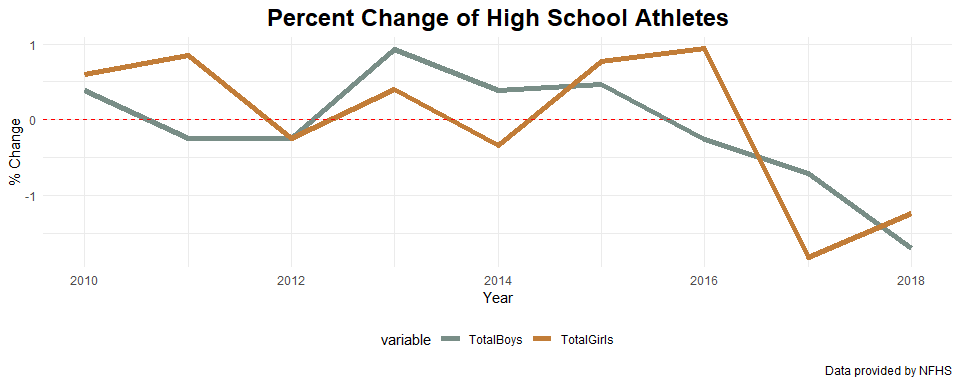 Percent Change of High School Athletes
1
0
-1
% Change
2010 2012 2014 2016 2018
Year
variable TotalBoys TotalGirls
Data provided by NFHS